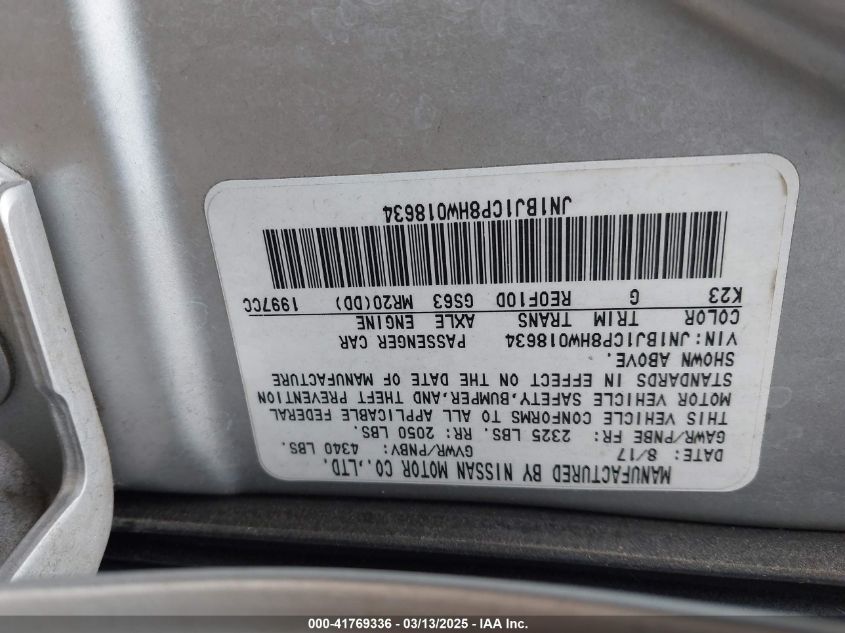 MANUFACTURED BY NISSAN MOTOR CO.,LTD.
DATE: 8/17 GVWR/PNBV: 4340 LBS.
GAWR/PNBE FR: 2325 LBS. RR: 2050 LBS.
THIS VEHICLE CONFORMS TO ALL APPLICABLE FEDERAL
MOTOR VEHICLE SAFETY,BUMPER,AND THEFT PREVENTION
STANDARDS IN EFFECT ON THE DATE OF MANUFACTURE
SHOWN ABOVE.
VIN:JN1BJ1CP8HW018634 PASSENGER CAR
COLOR TRIM TRANS AXLE ENGINE
K23 G RE0F10D GS63 MR20(DD) 1997CC
JN1BJ1CP8HW018634
000-41769336 - 03/13/2025 - IAA Inc.